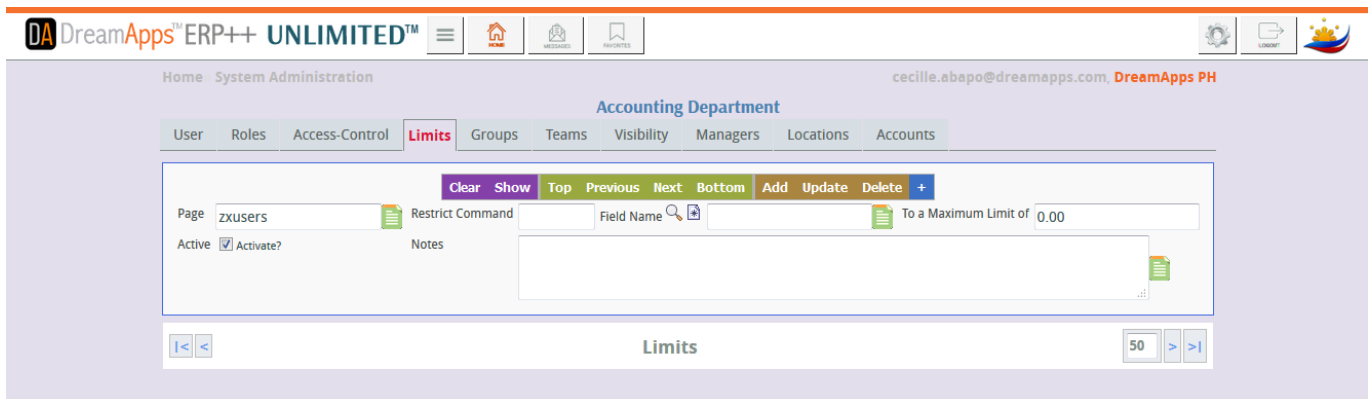 DA DreamApps™ ERP++ UNLIMITED™ HOME MESSAGES FAVORITES LOGOUT
Home System Administration cecille.abapo@dreamapps.com, DreamApps PH
Accounting Department
User Roles Access-Control Limits Groups Teams Visibility Managers Locations Accounts
Clear Show Top Previous Next Bottom Add Update Delete +
Page zxusers Restrict Command Field Name To a Maximum Limit of 0.00
Active Activate? Notes
|< < Limits 50 > >|